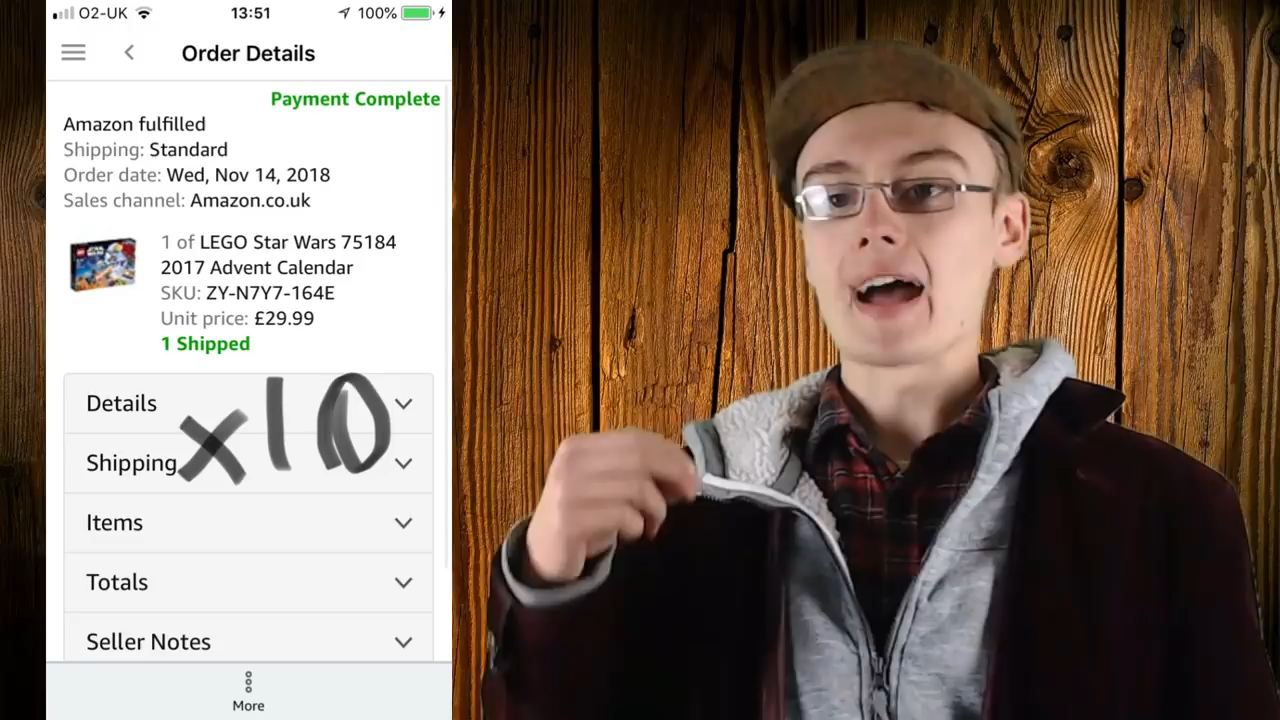 O2-UK 13:51 100%
Order Details
Payment Complete
Amazon fulfilled
Shipping: Standard
Order date: Wed, Nov 14, 2018
Sales channel: Amazon.co.uk
1 of LEGO Star Wars 75184
2017 Advent Calendar
SKU: ZY-N7Y7-164E
Unit price: £29.99
1 Shipped
Details
x10
Shipping
Items
Totals
Seller Notes
More